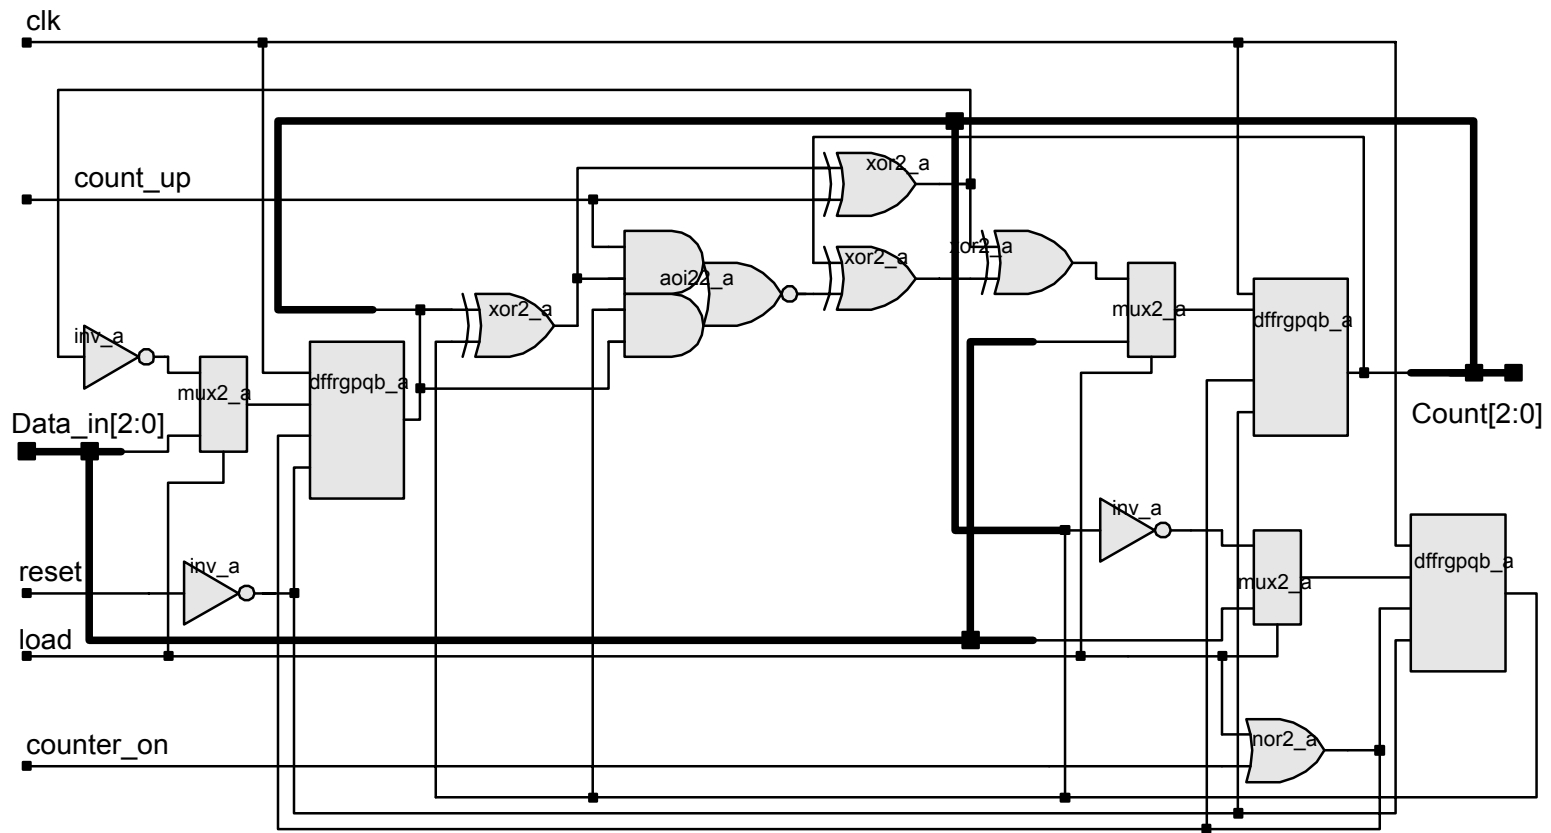 clk
count_up
xor2_a
xor2_a
xor2_a
aoi22_a
xor2_a
mux2_a
dffrgpqb_a
inv_a
mux2_a
dffrgpqb_a
Data_in[2:0]
Count[2:0]
inv_a
reset
inv_a
mux2_a
dffrgpqb_a
load
counter_on
nor2_a